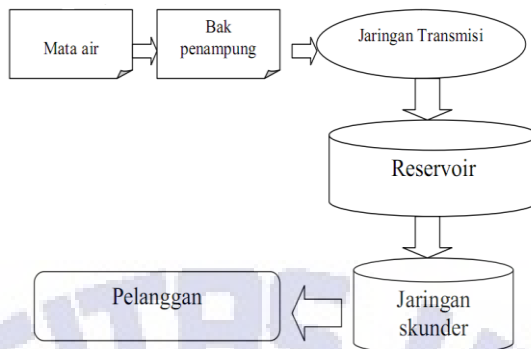 Mata air
Bak
penampung
Jaringan Transmisi
Reservoir
Jaringan
skunder
Pelanggan